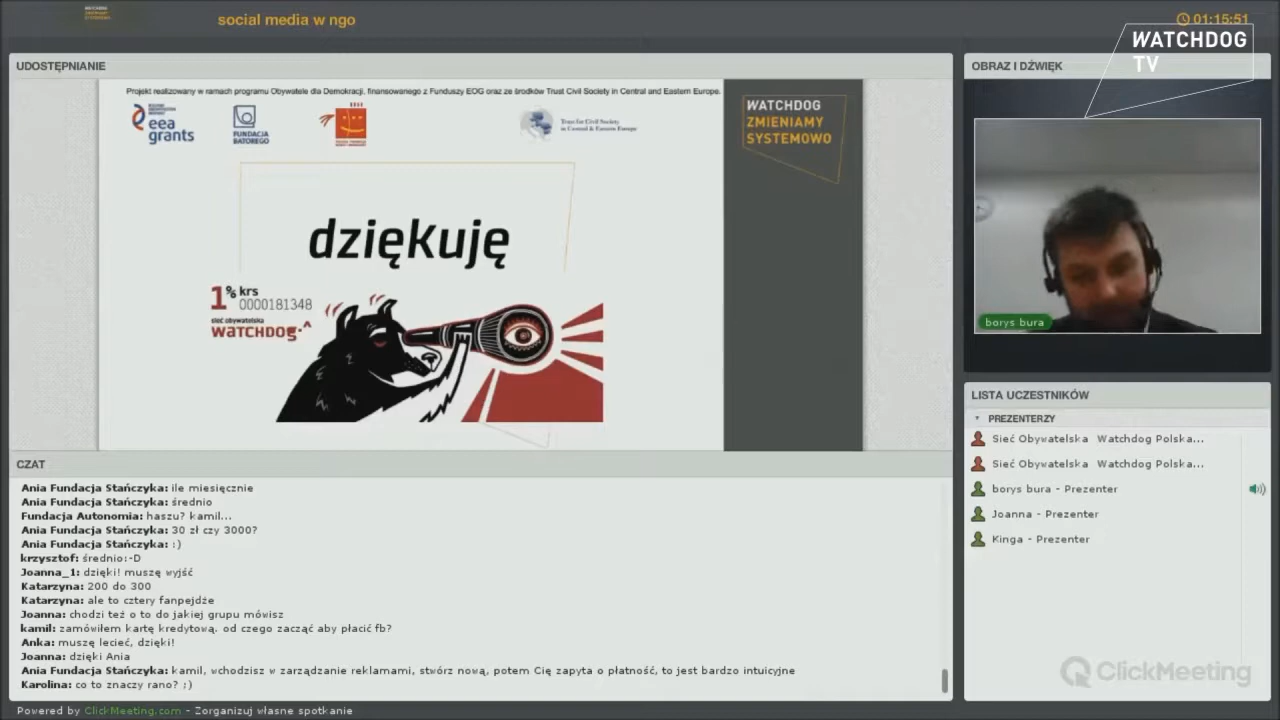 social media w ngo
01:15:51
WATCHDOG
TV
UDOSTĘPNIANIE
OBRAZ I DŹWIĘK
Projekt realizowany w ramach programu Obywatele dla Demokracji, finansowanego z Funduszy EOG oraz ze środków Trust Civil Society in Central and Eastern Europe.
eea
grants
FUNDACJA
BATOREGO
Trust for Civil Society
in Central & Eastern Europe
WATCHDOG
ZMIENIAMY
SYSTEMOWO
dziękuję
1% krs
0000181348
sieć obywatelska
WATCHDOG
borys bura
LISTA UCZESTNIKÓW
PREZENTERZY
Sieć Obywatelska Watchdog Polska...
Sieć Obywatelska Watchdog Polska...
borys bura - Prezenter
Joanna - Prezenter
Kinga - Prezenter
CZAT
Ania Fundacja Stańczyka: ile miesięcznie
Ania Fundacja Stańczyka: średnio
Fundacja Autonomia: haszu? kamil...
Ania Fundacja Stańczyka: 30 zł czy 3000?
Ania Fundacja Stańczyka: :)
krzysztof: średnio:-D
Joanna_1: dzięki! muszę wyjść
Katarzyna: 200 do 300
Katarzyna: ale to cztery fanpejdże
Joanna: chodzi też o to do jakiej grupu mówisz
kamil: zamówiłem kartę kredytową. od czego zacząć aby płacić fb?
Anka: muszę lecieć, dzięki!
Joanna: dzięki Ania
Ania Fundacja Stańczyka: kamil, wchodzisz w zarządzanie reklamami, stwórz nową, potem Cię zapyta o płatność, to jest bardzo intuicyjne
Karolina: co to znaczy rano? ;)
ClickMeeting
Powered by ClickMeeting.com - Zorganizuj własne spotkanie